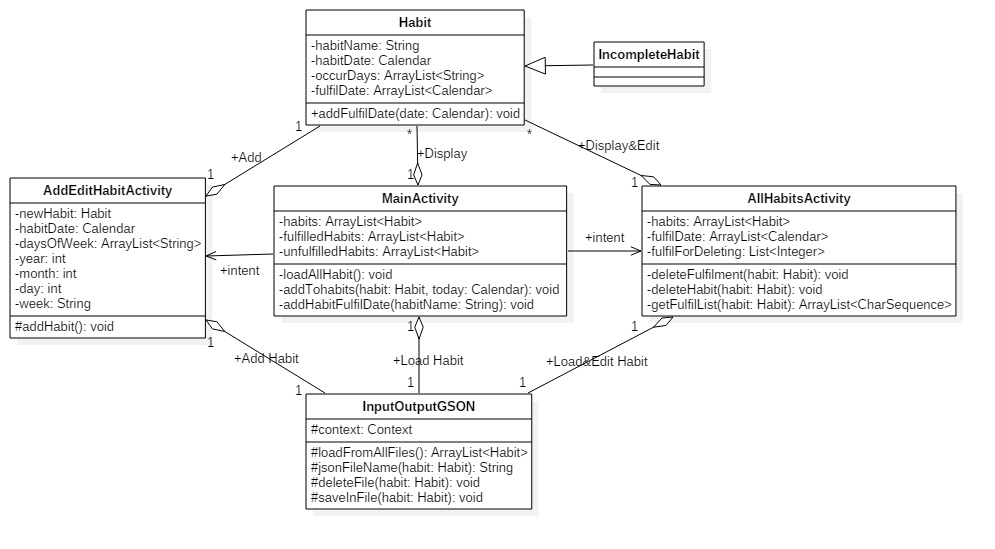 Habit
-habitName: String
-habitDate: Calendar
-occurDays: ArrayList<String>
-fulfilDate: ArrayList<Calendar>
+addFulfilDate(date: Calendar): void
IncompleteHabit
1
*
*
+Add
+Display
+Display&Edit
1
1
1
AddEditHabitActivity
-newHabit: Habit
-habitDate: Calendar
-daysOfWeek: ArrayList<String>
-year: int
-month: int
-day: int
-week: String
#addHabit(): void
MainActivity
-habits: ArrayList<Habit>
-fulfilledHabits: ArrayList<Habit>
-unfulfilledHabits: ArrayList<Habit>
-loadAllHabit(): void
-addTohabits(habit: Habit, today: Calendar): void
-addHabitFulfilDate(habitName: String): void
AllHabitsActivity
-habits: ArrayList<Habit>
-fulfilDate: ArrayList<Calendar>
-fulfilForDeleting: List<Integer>
-deleteFulfilment(habit: Habit): void
-deleteHabit(habit: Habit): void
-getFulfilList(habit: Habit): ArrayList<CharSequence>
+intent
+intent
1
1
1
+Add Habit
+Load Habit
+Load&Edit Habit
1
1
1
InputOutputGSON
#context: Context
#loadFromAllFiles(): ArrayList<Habit>
#jsonFileName(habit: Habit): String
#deleteFile(habit: Habit): void
#saveInFile(habit: Habit): void